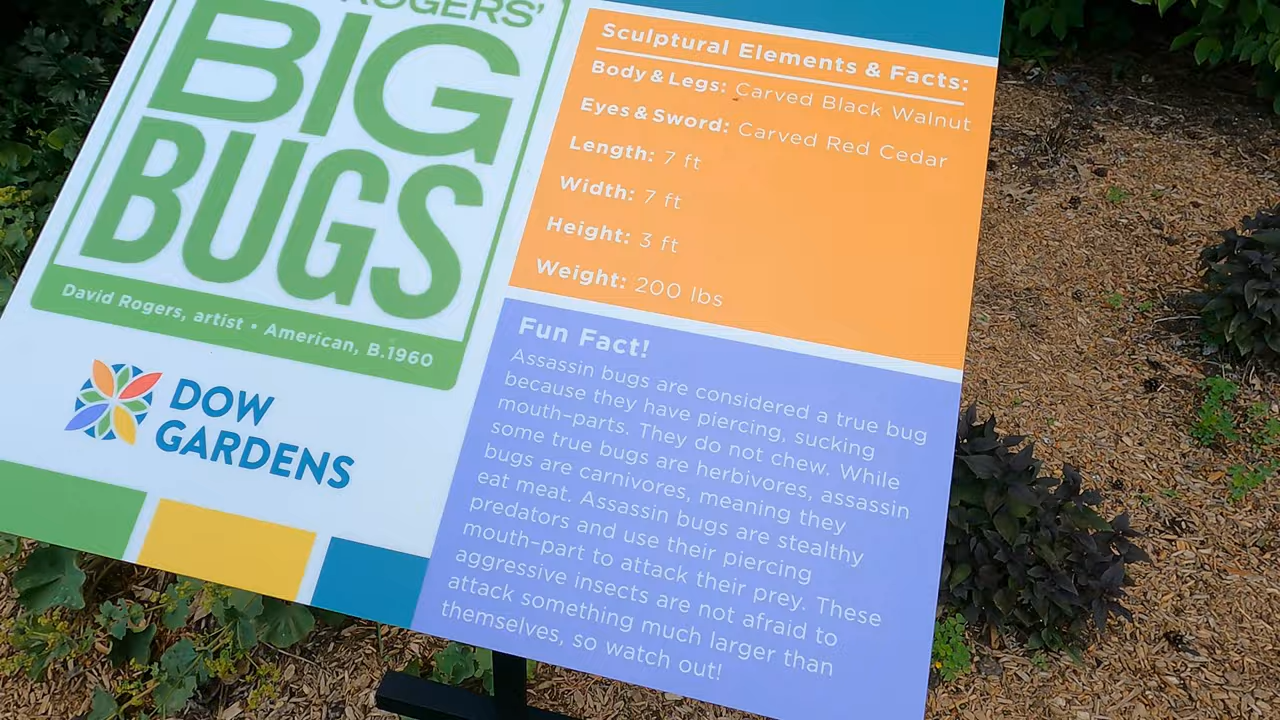 ROGERS'
BIG
BUGS
David Rogers, artist • American, B.1960
DOW
GARDENS
Sculptural Elements & Facts:
Body & Legs: Carved Black Walnut
Eyes & Sword: Carved Red Cedar
Length: 7 ft
Width: 7 ft
Height: 3 ft
Weight: 200 lbs
Fun Fact!
Assassin bugs are considered a true bug
because they have piercing, sucking
mouth-parts. They do not chew. While
some true bugs are herbivores, assassin
bugs are carnivores, meaning they
eat meat. Assassin bugs are stealthy
predators and use their piercing
mouth-part to attack their prey. These
aggressive insects are not afraid to
attack something much larger than
themselves, so watch out!